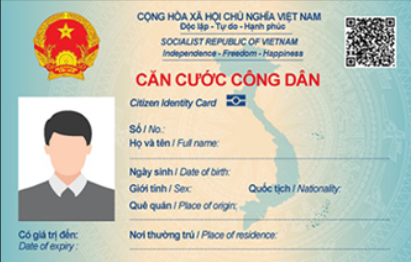 CỘNG HÒA XÃ HỘI CHỦ NGHĨA VIỆT NAM
Độc lập - Tự do - Hạnh phúc
SOCIALIST REPUBLIC OF VIETNAM
Independence - Freedom - Happiness
CĂN CƯỚC CÔNG DÂN
Citizen Identity Card
Số / No.:
Họ và tên / Full name:
Ngày sinh / Date of birth:
Giới tính / Sex: Quốc tịch / Nationality:
Quê quán / Place of origin:
Có giá trị đến: Nơi thường trú / Place of residence:
Date of expiry :